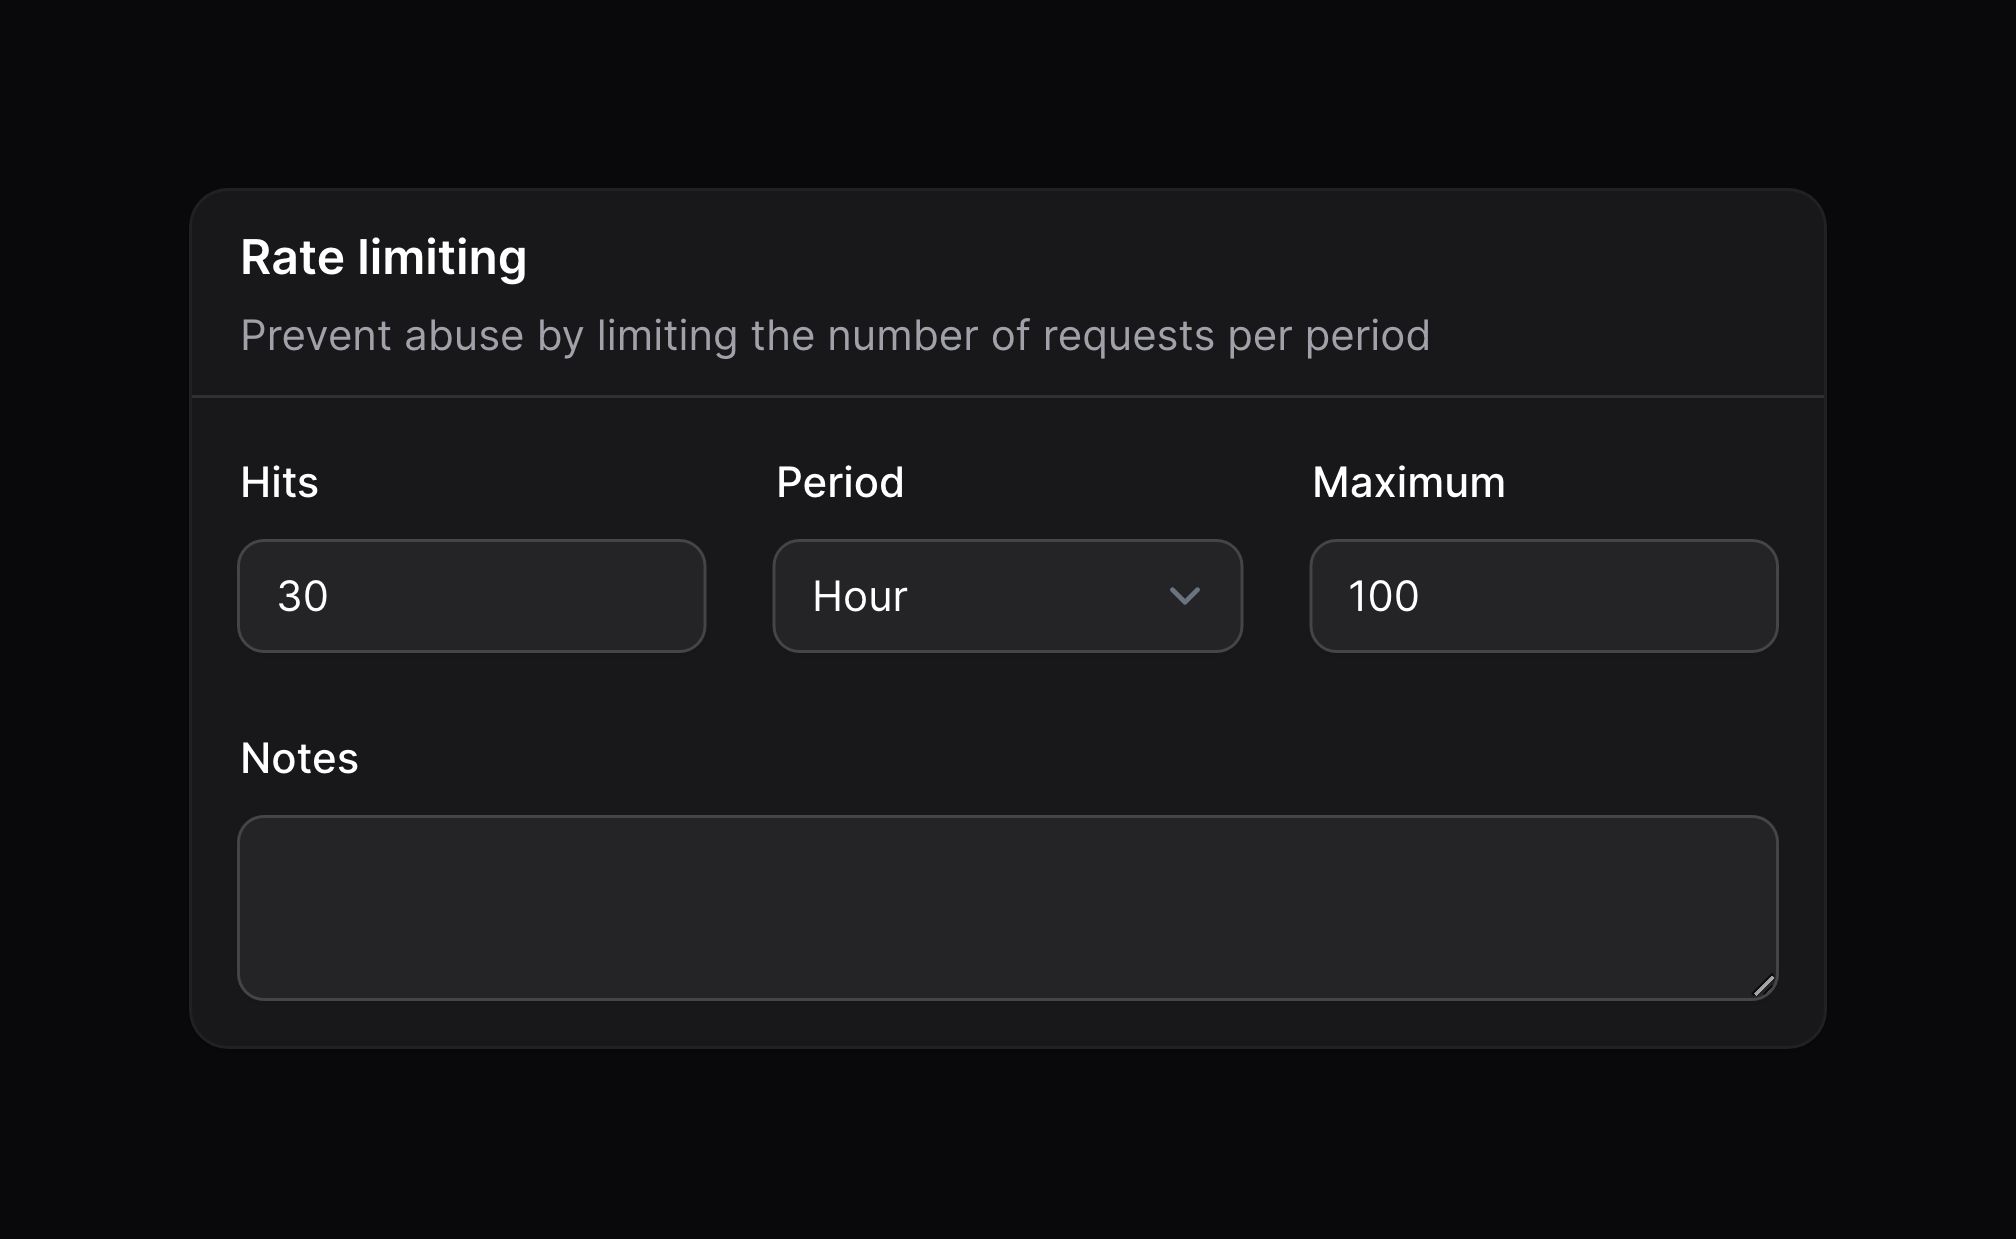 Rate limiting
Prevent abuse by limiting the number of requests per period
Hits
Period
Maximum
30
Hour
100
Notes